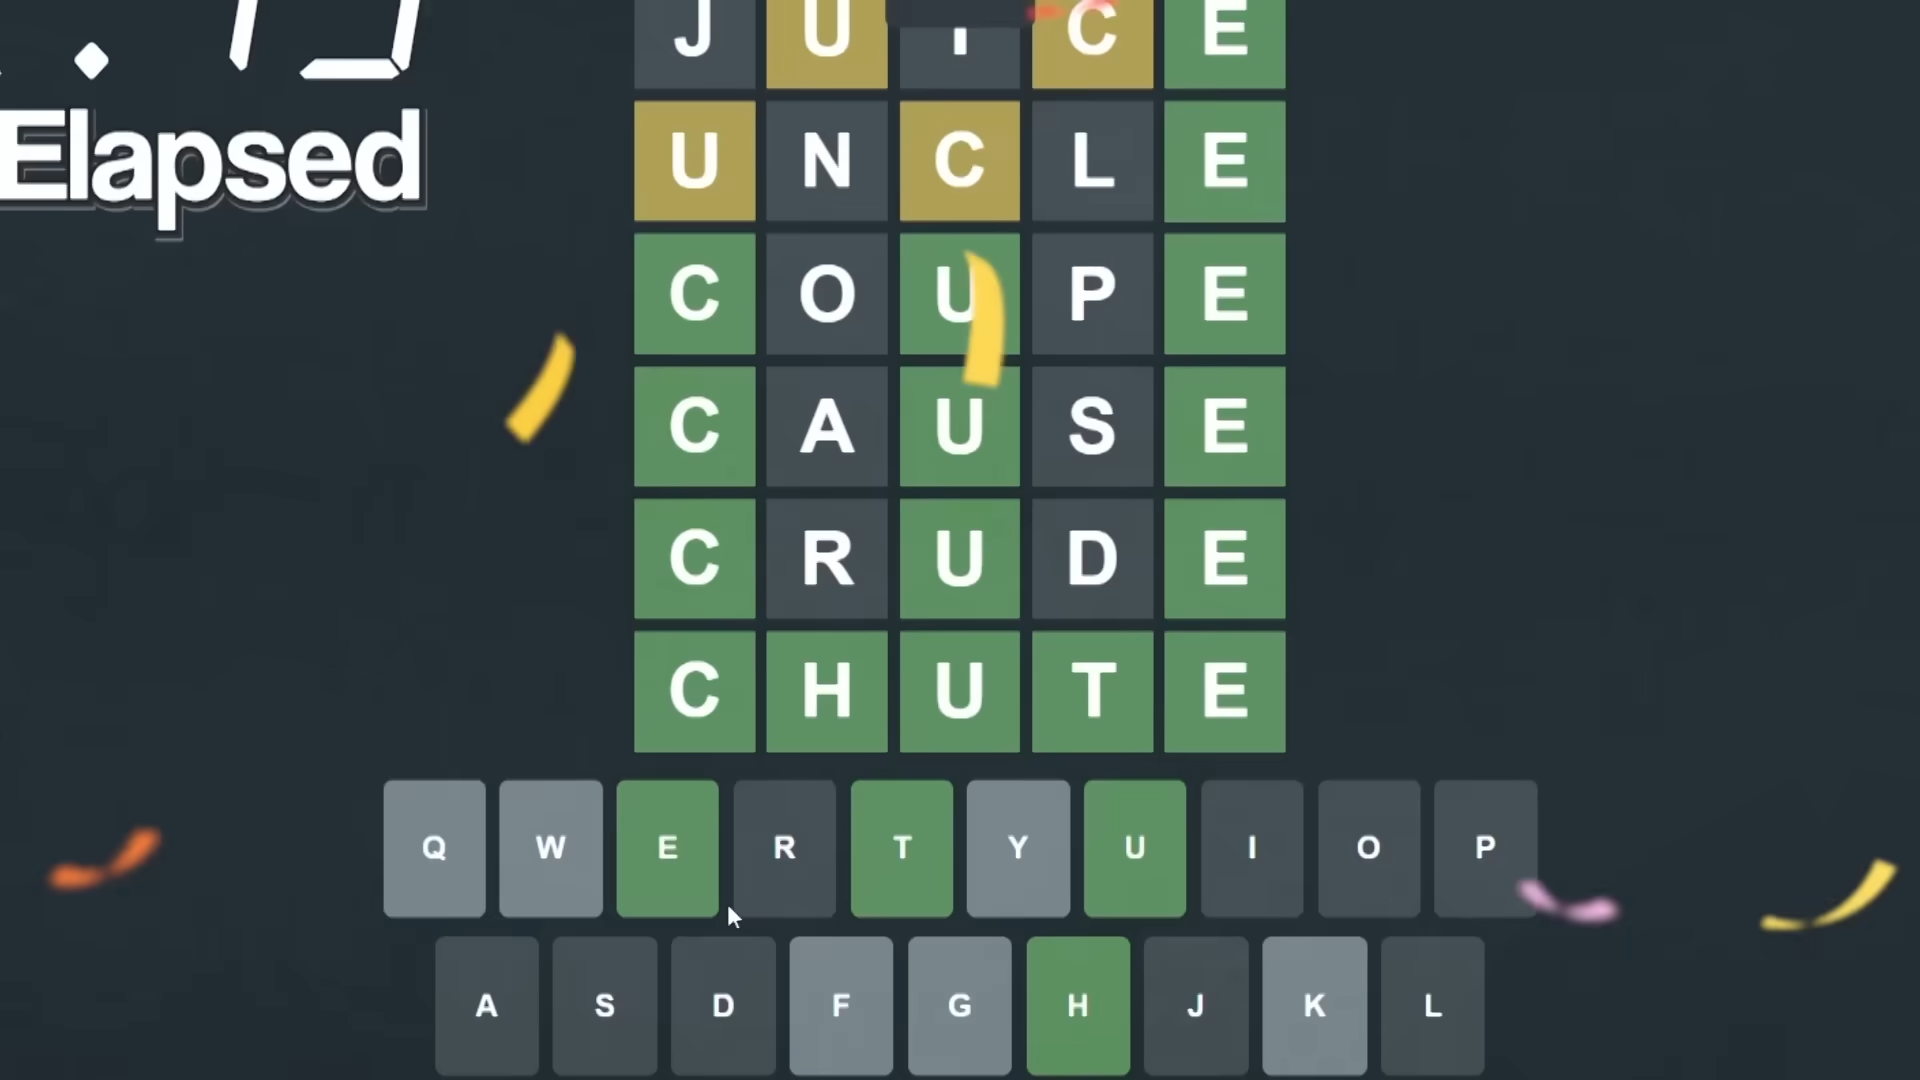 Elapsed
J U I C E
U N C L E
C O U P E
C A U S E
C R U D E
C H U T E
Q W E R T Y U I O P
A S D F G H J K L